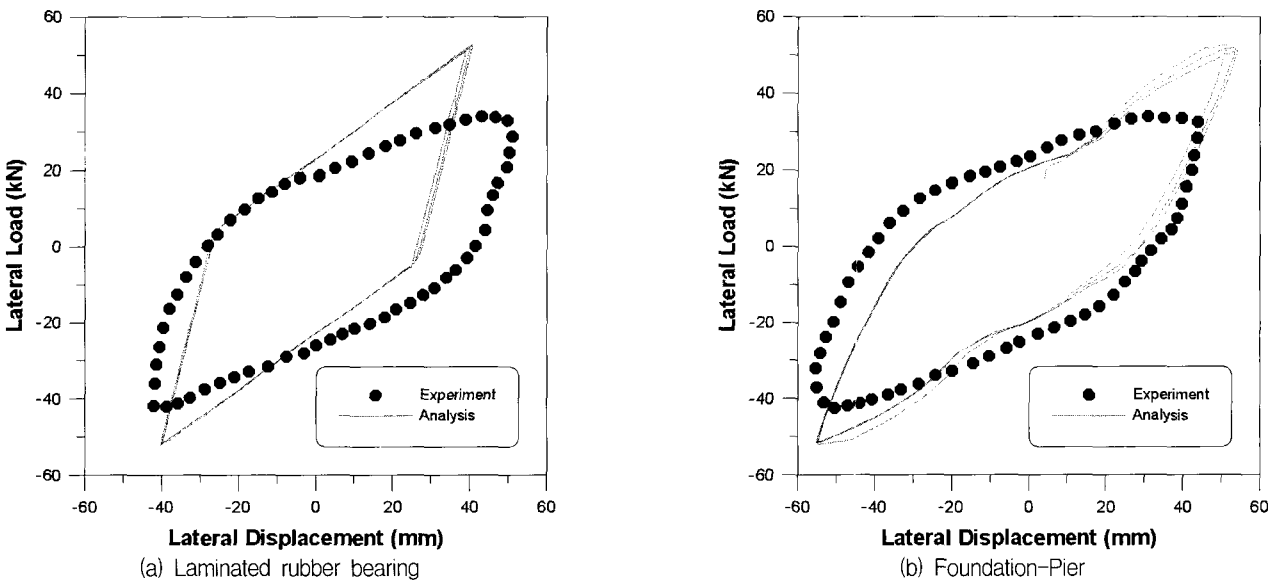 60
40
20
0
-20
-40
-60
Lateral Load (kN)
Experiment
Analysis
-60 -40 -20 0 20 40 60
Lateral Displacement (mm)
(a) Laminated rubber bearing
60
40
20
0
-20
-40
-60
Lateral Load (kN)
Experiment
Analysis
-60 -40 -20 0 20 40 60
Lateral Displacement (mm)
(b) Foundation-Pier